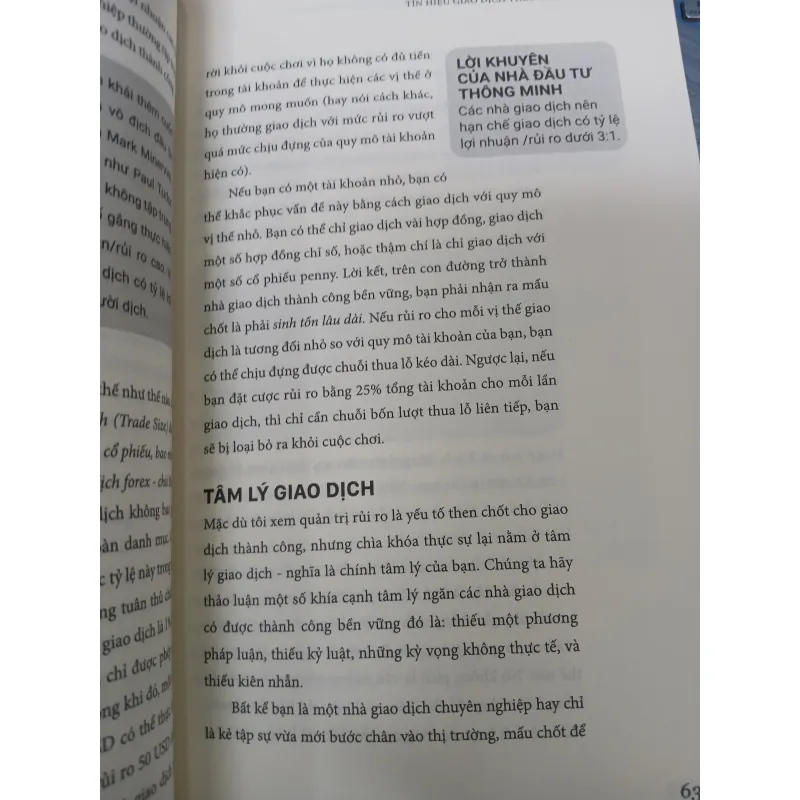 TÍN HIỆU GIAO DỊCH
rời khỏi cuộc chơi vì họ không có đủ tiền
trong tài khoản để thực hiện các vị thế ở
quy mô mong muốn (hay nói cách khác,
họ thường giao dịch với mức rủi ro vượt
quá mức chịu đựng của quy mô tài khoản
hiện có).
LỜI KHUYÊN
CỦA NHÀ ĐẦU TƯ
THÔNG MINH
Các nhà giao dịch nên
hạn chế giao dịch có tỷ lệ
lợi nhuận /rủi ro dưới 3:1.
Nếu bạn có một tài khoản nhỏ, bạn có
thể khắc phục vấn đề này bằng cách giao dịch với quy mô
vị thế nhỏ. Bạn có thể chỉ giao dịch vài hợp đồng, giao dịch
một số hợp đồng chỉ số, hoặc thậm chí là chỉ giao dịch với
một số cổ phiếu penny. Lời kết, trên con đường trở thành
nhà giao dịch thành công bền vững, bạn phải nhận ra mấu
chốt là phải sinh tồn lâu dài. Nếu rủi ro cho mỗi vị thế giao
dịch là tương đối nhỏ so với quy mô tài khoản của bạn, bạn
có thể chịu đựng được chuỗi thua lỗ kéo dài. Ngược lại, nếu
bạn đặt cược rủi ro bằng 25% tổng tài khoản cho mỗi lần
giao dịch, thì chỉ cần chuỗi bốn lượt thua lỗ liên tiếp, bạn
sẽ bị loại bỏ ra khỏi cuộc chơi.
TÂM LÝ GIAO DỊCH
Mặc dù tôi xem quản trị rủi ro là yếu tố then chốt cho giao
dịch thành công, nhưng chìa khóa thực sự lại nằm ở tâm
lý giao dịch - nghĩa là chính tâm lý của bạn. Chúng ta hãy
thảo luận một số khía cạnh tâm lý ngăn các nhà giao dịch
có được thành công bền vững đó là: thiếu một phương
pháp luận, thiếu kỷ luật, những kỳ vọng không thực tế, và
thiếu kiên nhẫn.
Bất kể bạn là một nhà giao dịch chuyên nghiệp hay chỉ
là kẻ tập sự vừa mới bước chân vào thị trường, mấu chốt để
63